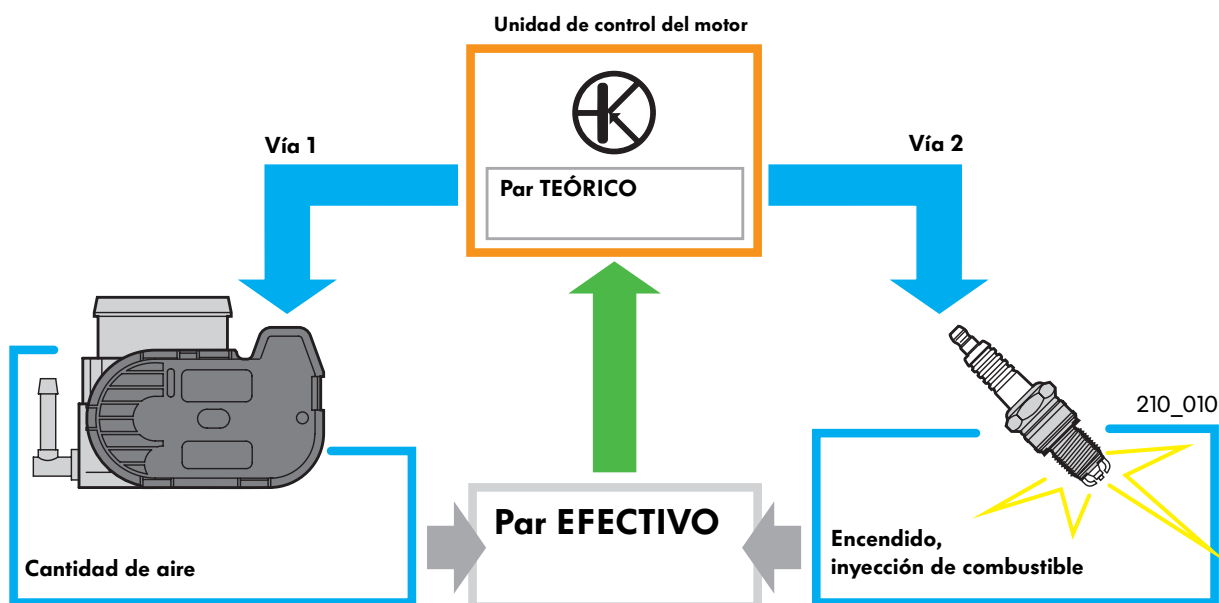 Unidad de control del motor
Vía 1
Vía 2
Par TEÓRICO
210_010
Par EFECTIVO
Cantidad de aire
Encendido,
inyección de combustible